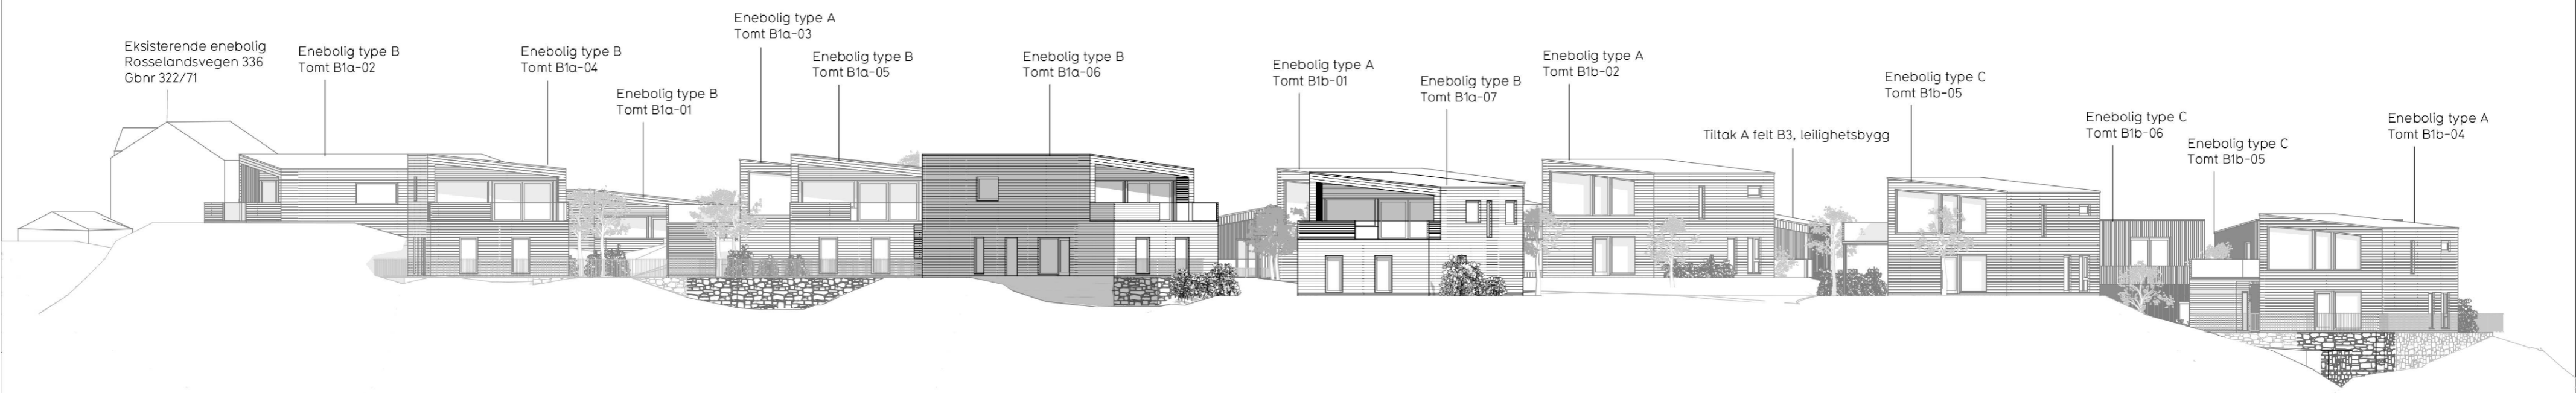 Eksisterende enebolig
Rosselandsvegen 336
Gbnr 322/71
Enebolig type B
Tomt B1a-02
Enebolig type B
Tomt B1a-04
Enebolig type B
Tomt B1a-01
Enebolig type A
Tomt B1a-03
Enebolig type B
Tomt B1a-05
Enebolig type B
Tomt B1a-06
Enebolig type A
Tomt B1b-01
Enebolig type B
Tomt B1a-07
Enebolig type A
Tomt B1b-02
Tiltak A felt B3, leilighetsbygg
Enebolig type C
Tomt B1b-05
Enebolig type C
Tomt B1b-06
Enebolig type C
Tomt B1b-05
Enebolig type A
Tomt B1b-04